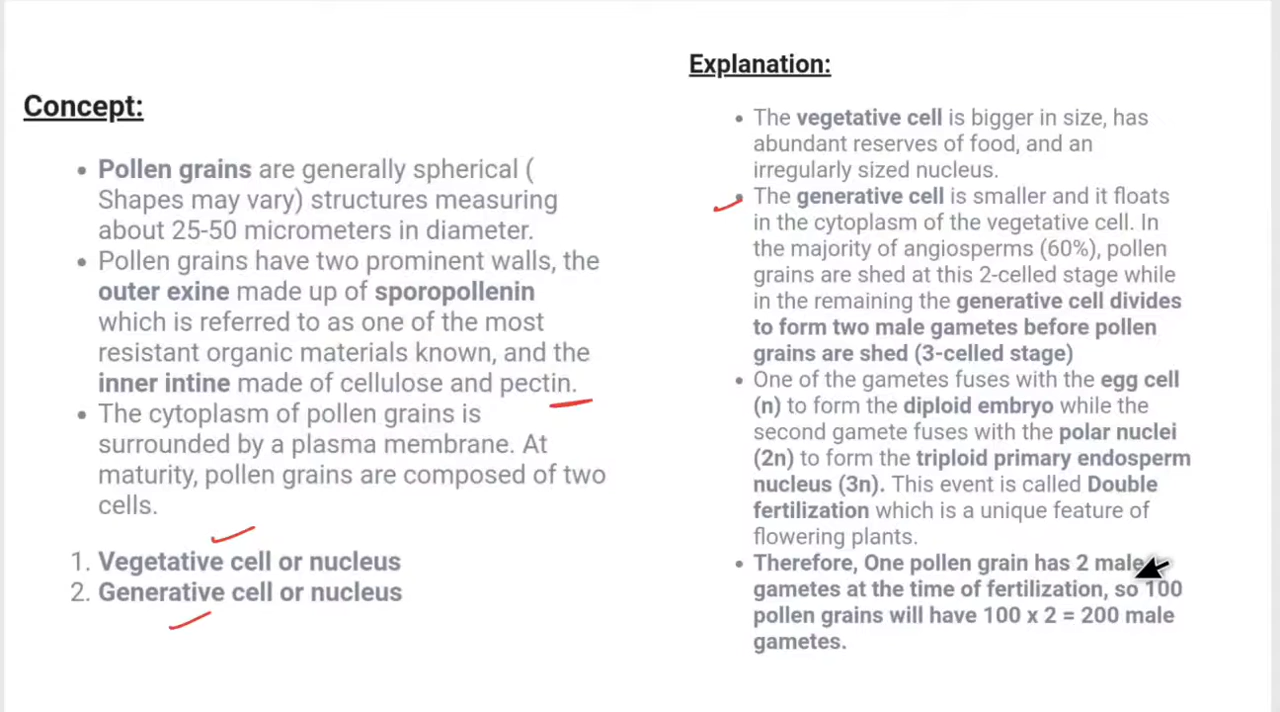 Concept:
• Pollen grains are generally spherical (
Shapes may vary) structures measuring
about 25-50 micrometers in diameter.
• Pollen grains have two prominent walls, the
outer exine made up of sporopollenin
which is referred to as one of the most
resistant organic materials known, and the
inner intine made of cellulose and pectin.
• The cytoplasm of pollen grains is
surrounded by a plasma membrane. At
maturity, pollen grains are composed of two
cells.
1. Vegetative cell or nucleus
2. Generative cell or nucleus
Explanation:
• The vegetative cell is bigger in size, has
abundant reserves of food, and an
irregularly sized nucleus.
• The generative cell is smaller and it floats
in the cytoplasm of the vegetative cell. In
the majority of angiosperms (60%), pollen
grains are shed at this 2-celled stage while
in the remaining the generative cell divides
to form two male gametes before pollen
grains are shed (3-celled stage)
• One of the gametes fuses with the egg cell
(n) to form the diploid embryo while the
second gamete fuses with the polar nuclei
(2n) to form the triploid primary endosperm
nucleus (3n). This event is called Double
fertilization which is a unique feature of
flowering plants.
• Therefore, One pollen grain has 2 male
gametes at the time of fertilization, so 100
pollen grains will have 100 x 2 = 200 male
gametes.